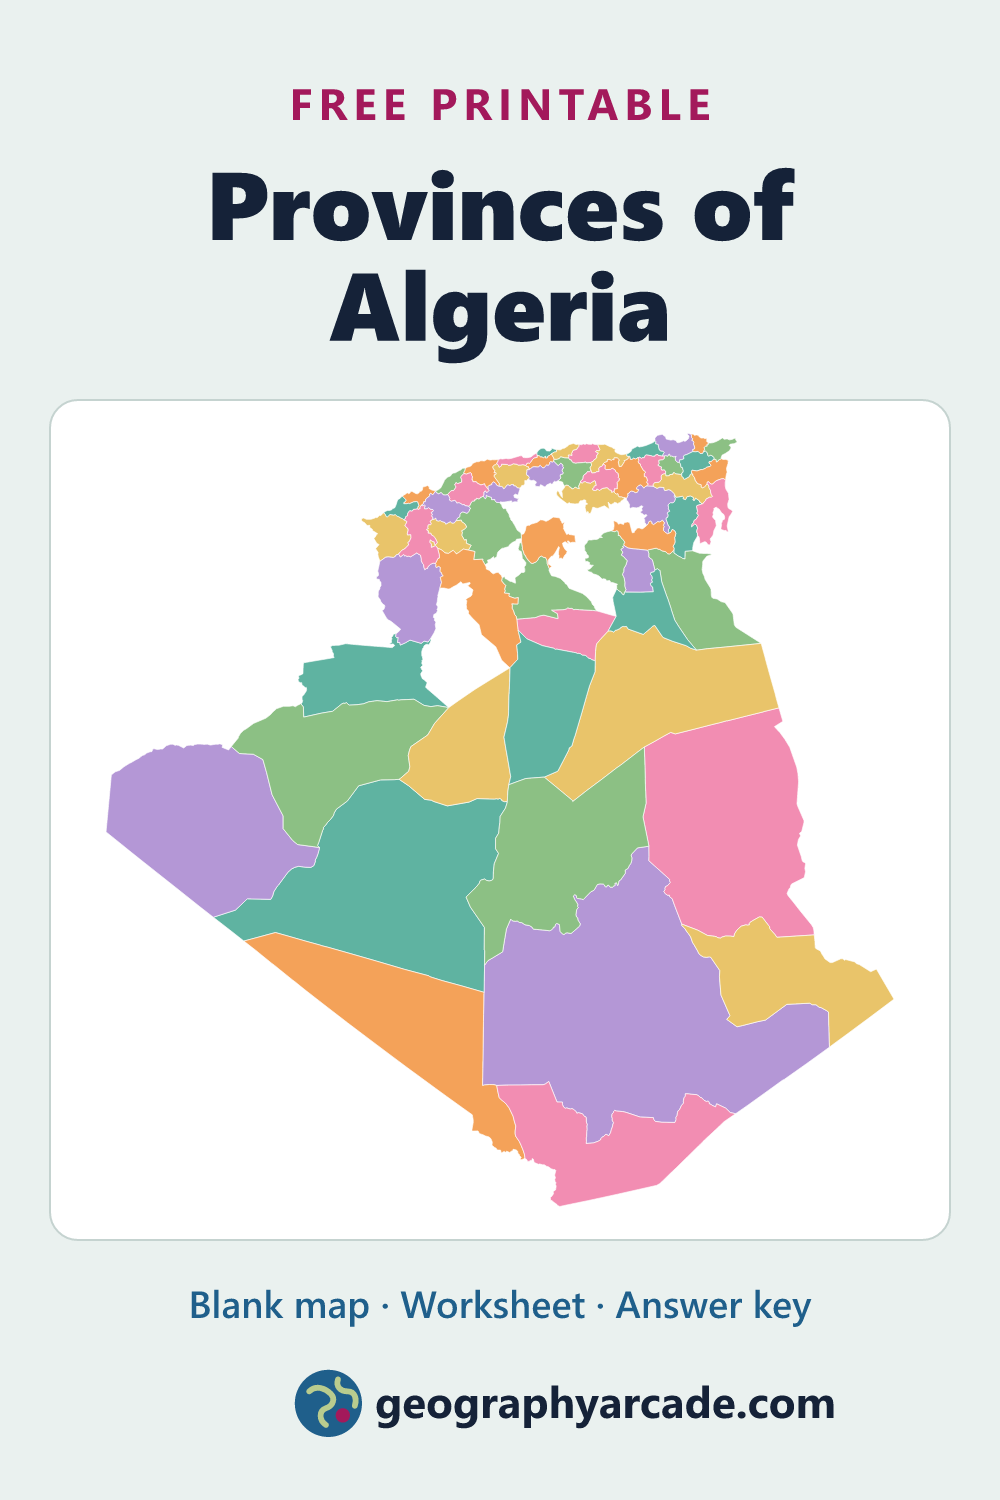 FREE PRINTABLE
Provinces of
Algeria
Blank map · Worksheet · Answer key
geographyarcade.com